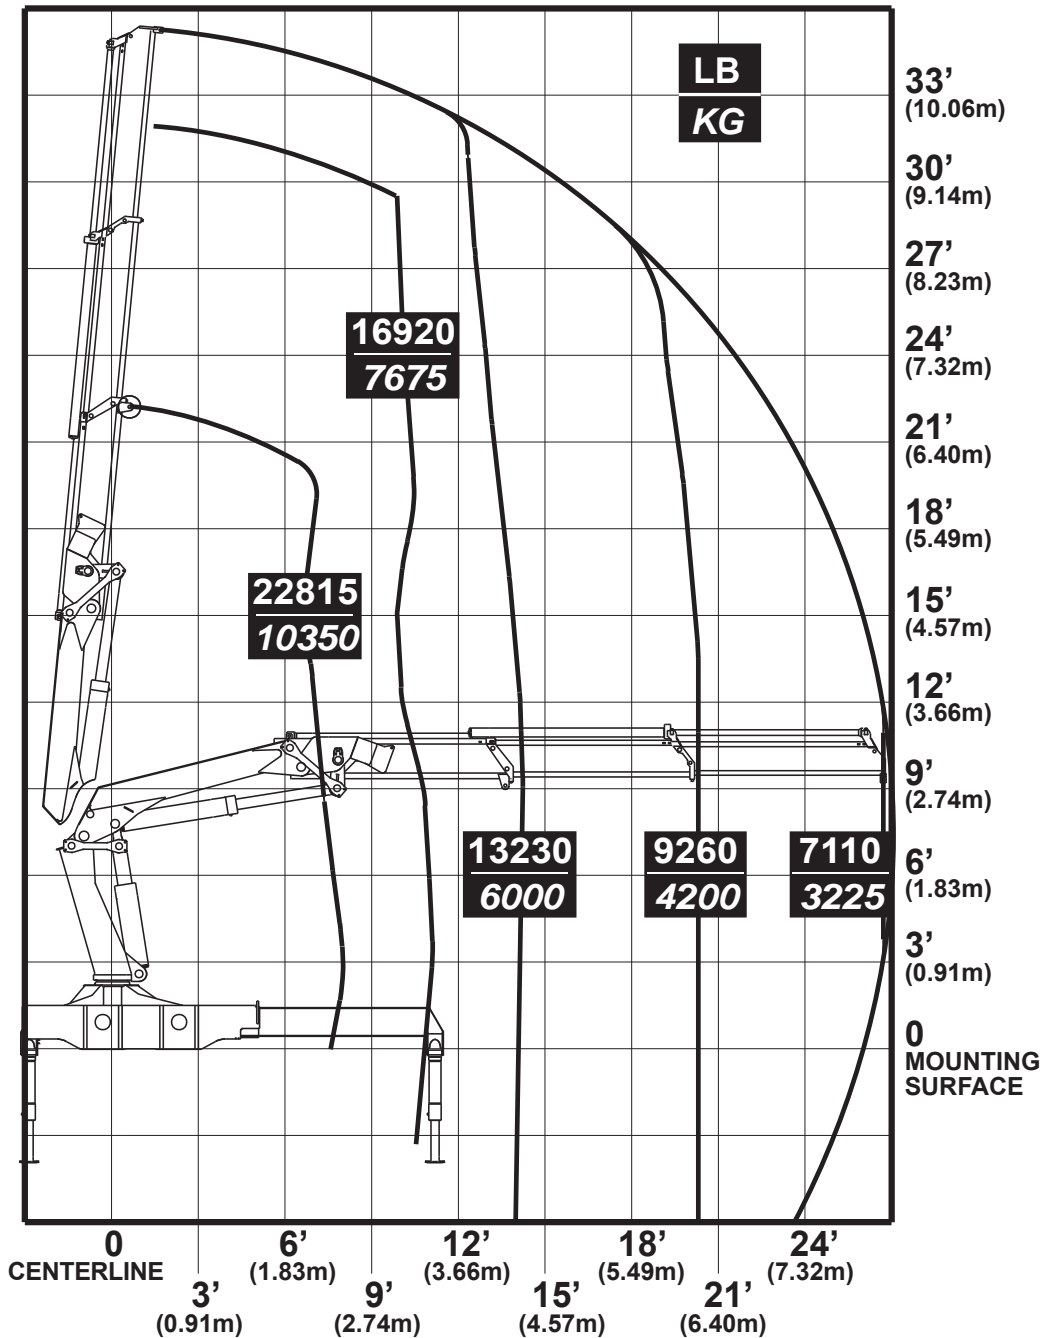 LB
KG
33’
(10.06m)
30’
(9.14m)
27’
(8.23m)
16920
7675
24’
(7.32m)
21’
(6.40m)
18’
(5.49m)
22815
10350
15’
(4.57m)
12’
(3.66m)
9’
(2.74m)
13230
6000
9260
4200
7110
3225
6’
(1.83m)
3’
(0.91m)
0
MOUNTING
SURFACE
0
CENTERLINE
3’
(0.91m)
6’
(1.83m)
9’
(2.74m)
12’
(3.66m)
15’
(4.57m)
18’
(5.49m)
21’
(6.40m)
24’
(7.32m)